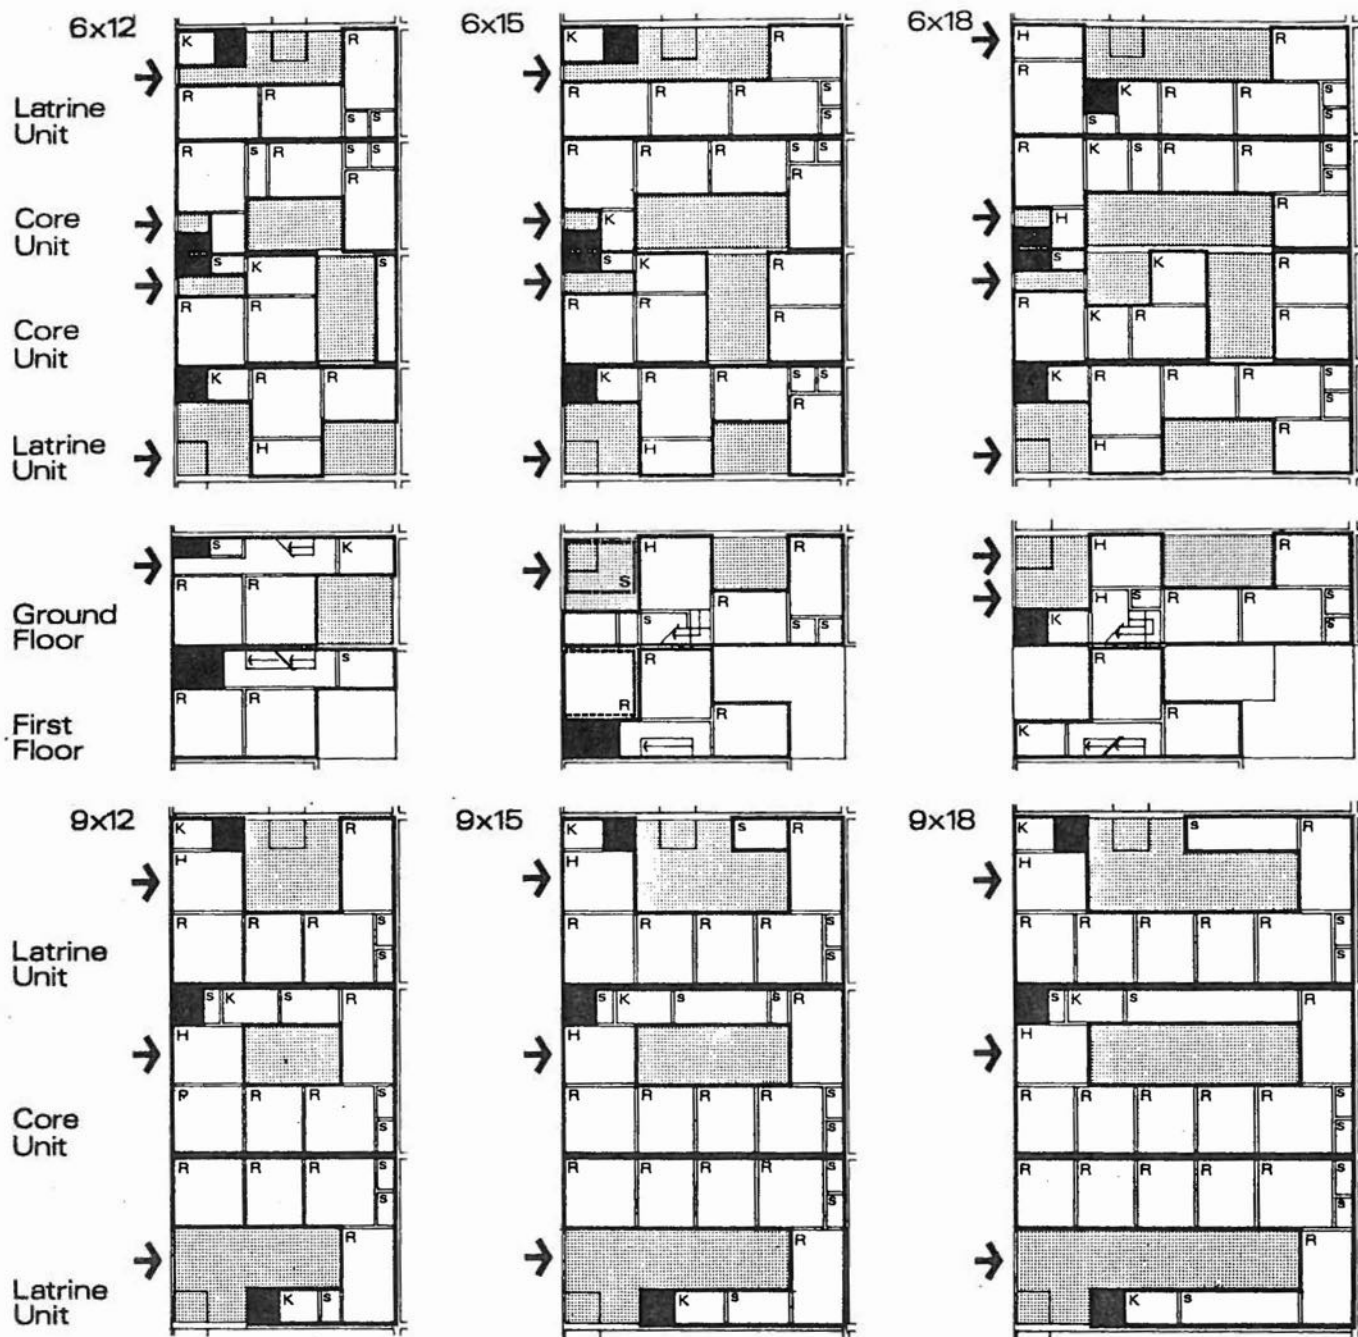 6x12
6x15
6x18
K R
K R
H R
R
Latrine
Unit
R R S S
R R R S S
S K R R S S
R S R S S R
R R R S S R
R K S R R S R
Core
Unit
K
H
S K S
S K R
S K R
R R
R R R
R K R R
Core
Unit
K R R
K R R S S R
K R R R S S
Latrine
Unit
H
H
H R
S K
S H R
H R
R R
S R S S
K H S R R S S
Ground
Floor
S
R R
R R
R K R
First
Floor
9x12
9x15
9x18
K R
K S R
K S R
H
H
H
R R R S S
R R R R S S
R R R R R S S
Latrine
Unit
S K S R
S K S S R
S K S R
H
H
H
R R R S S
R R R R S S
R R R R R S S
Core
Unit
R R R S S
R R R R S S
R R R R R S S
R
R
R
K S
K S
K S
Latrine
Unit